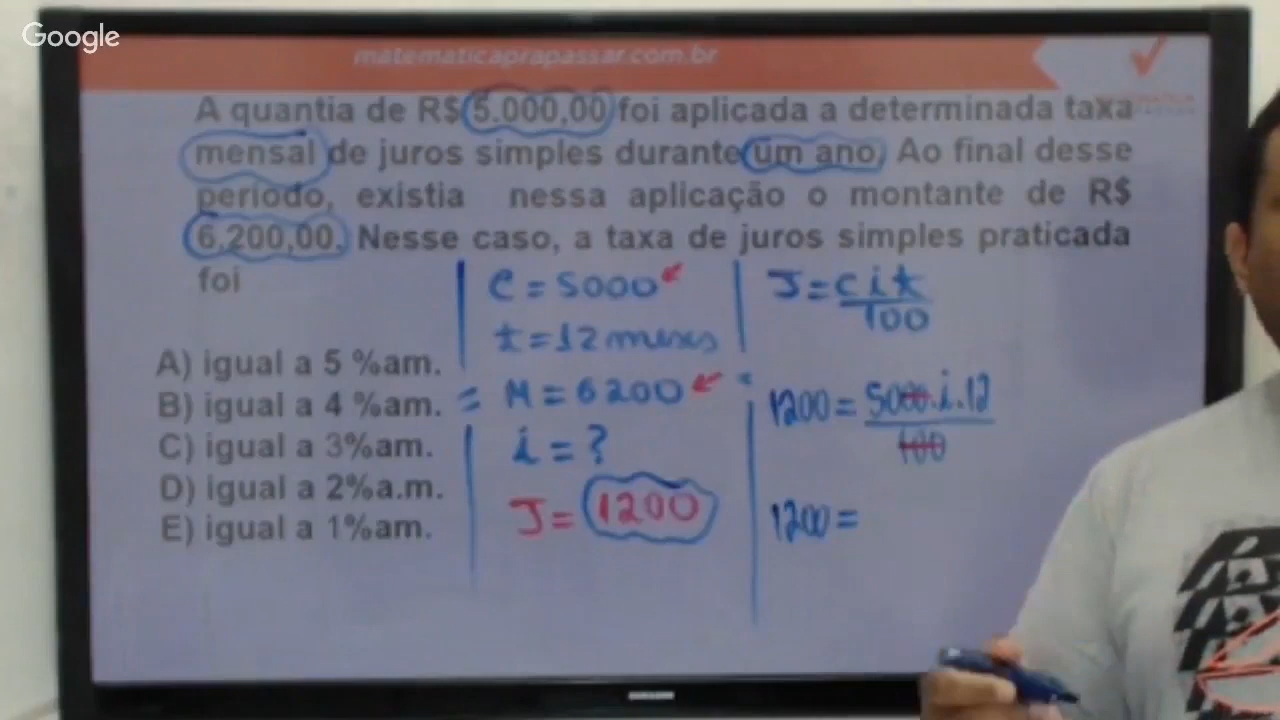 Google
matematicaprapassar.com.br
A quantia de R$ 5.000,00 foi aplicada a determinada taxa
mensal de juros simples durante um ano. Ao final desse
período, existia nessa aplicação o montante de R$
6.200,00. Nesse caso, a taxa de juros simples praticada
foi
A) igual a 5 %am.
B) igual a 4 %am.
C) igual a 3%am.
D) igual a 2%a.m.
E) igual a 1%am.
C = 5000
t = 12 meses
= M = 6200
i = ?
J = 1200
J = cit
100
1200 = 5000.i.12
100
1200 =